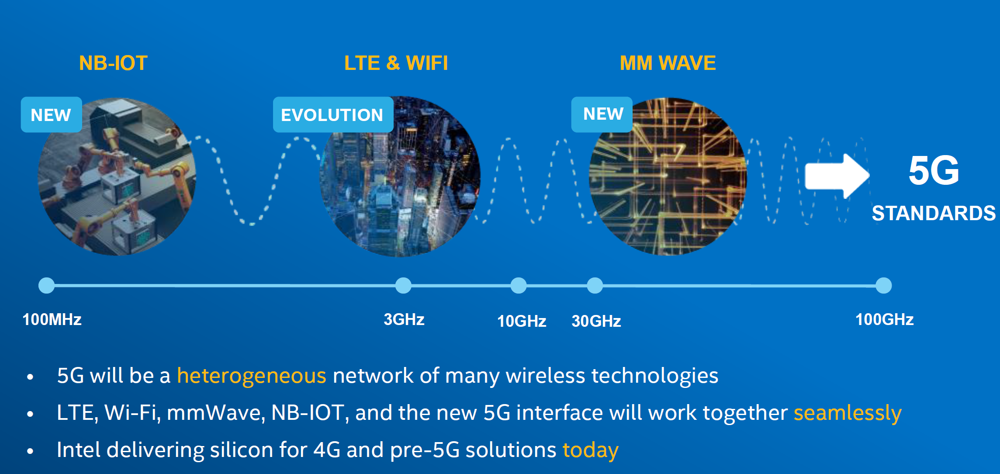 NB-IOT
LTE & WIFI
MM WAVE
NEW
EVOLUTION
NEW
5G
STANDARDS
100MHz
3GHz
10GHz
30GHz
100GHz
• 5G will be a heterogeneous network of many wireless technologies
• LTE, Wi-Fi, mmWave, NB-IOT, and the new 5G interface will work together seamlessly
• Intel delivering silicon for 4G and pre-5G solutions today